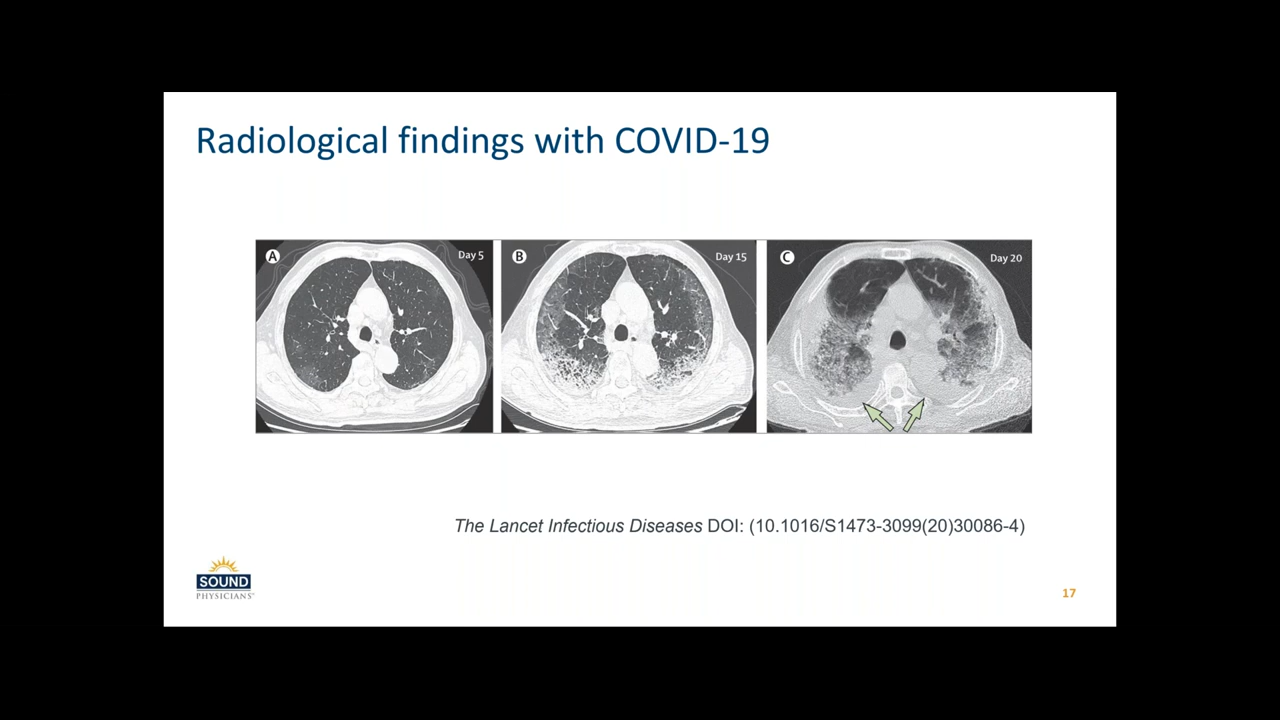 Radiological findings with COVID-19
A
Day 5
B
Day 15
C
Day 20
The Lancet Infectious Diseases DOI: (10.1016/S1473-3099(20)30086-4)
SOUND
PHYSICIANS
17